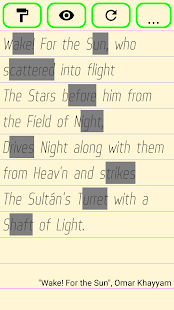 ...
Wake! For the Sun, who
scattered into flight
The Stars before him from
the Field of Night,
Drives Night along with them
from Heav'n and strikes
The Sultán's Turret with a
Shaft of Light.
"Wake! For the Sun", Omar Khayyam